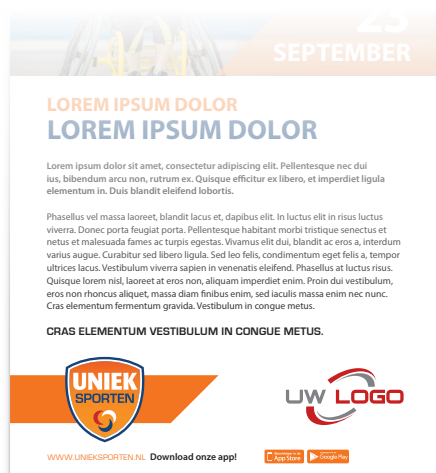 23
SEPTEMBER
LOREM IPSUM DOLOR
LOREM IPSUM DOLOR
Lorem ipsum dolor sit amet, consectetur adipiscing elit. Pellentesque nec dui
ius, bibendum arcu non, rutrum ex. Quisque efficitur ex libero, et imperdiet ligula
elementum in. Duis blandit eleifend lobortis.
Phasellus vel massa laoreet, blandit lacus et, dapibus elit. In luctus elit in risus luctus
viverra. Donec porta feugiat porta. Pellentesque habitant morbi tristique senectus et
netus et malesuada fames ac turpis egestas. Vivamus elit dui, blandit ac eros a, interdum
varius augue. Curabitur sed libero ligula. Sed leo felis, condimentum eget felis a, tempor
ultrices lacus. Vestibulum viverra sapien in venenatis eleifend. Phasellus at luctus risus.
Quisque lorem nisl, laoreet at eros non, aliquam imperdiet enim. Proin dui vestibulum,
eros non rhoncus aliquet, massa diam finibus enim, sed iaculis massa enim nec nunc.
Cras elementum fermentum gravida. Vestibulum in congue metus.
CRAS ELEMENTUM VESTIBULUM IN CONGUE METUS.
UNIEK
SPORTEN
UW LOGO
WWW.UNIEKSPORTEN.NL Download onze app!
App Store
Google Play